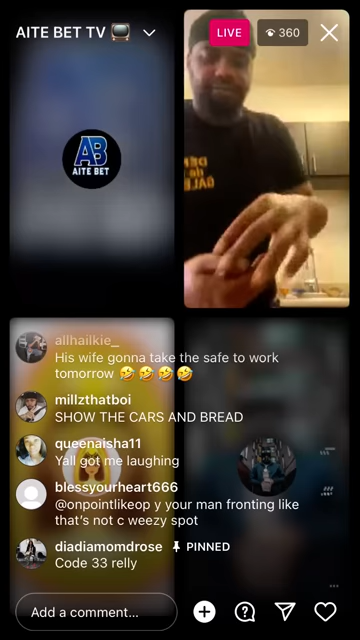 AITE BET TV 📺
LIVE
360
AB
AITE BET
allhailkie_
His wife gonna take the safe to work
tomorrow 🤣🤣🤣🤣
millzthatboi
SHOW THE CARS AND BREAD
queenaisha11
Yall got me laughing
blessyourheart666
@onpointlikeop y your man fronting like
that's not c weezy spot
diadiamomdrose PINNED
Code 33 relly
Add a comment...